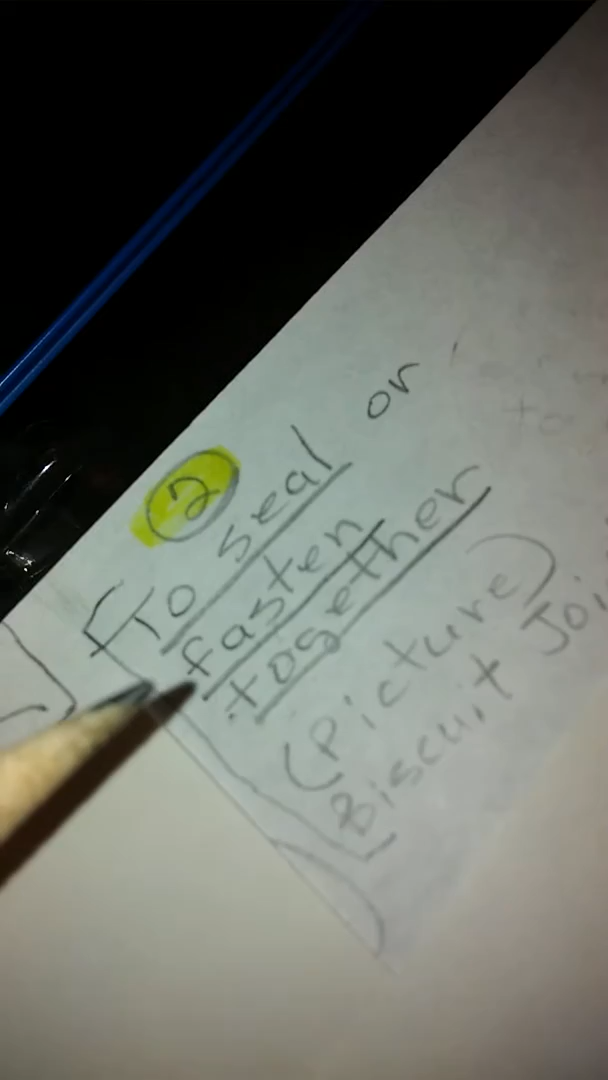 2
To seal or
fasten
together
(Picture)
Biscuit